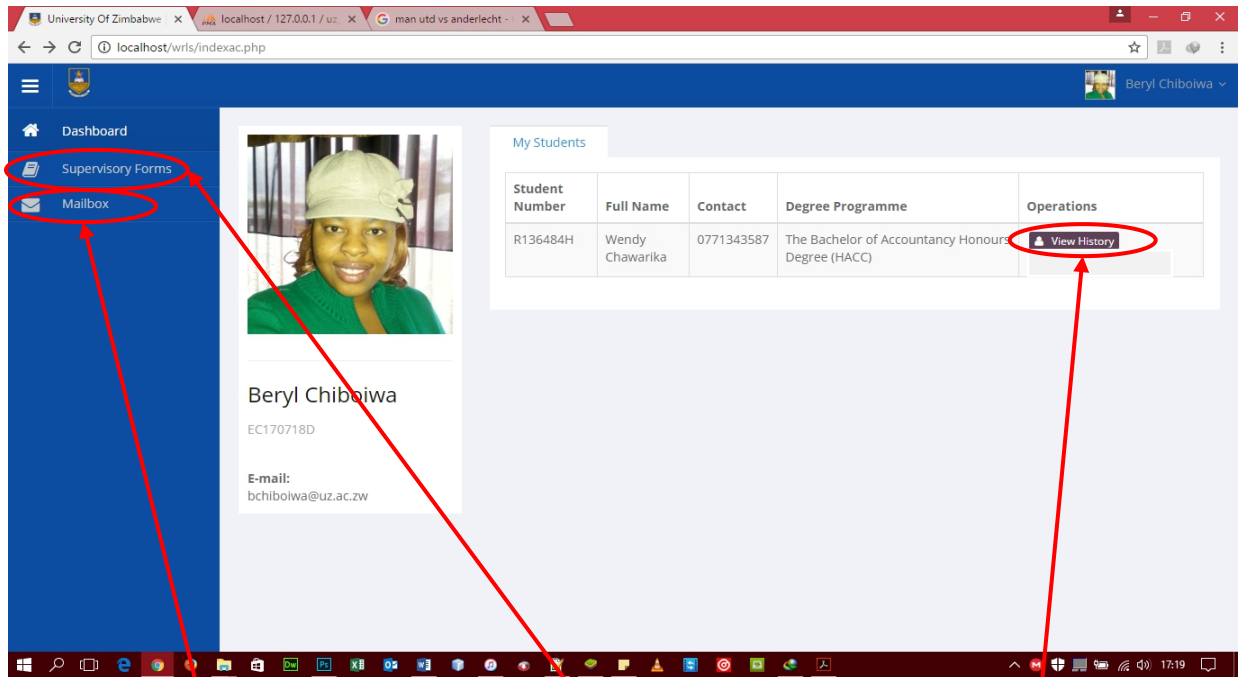 University Of Zimbabwe
localhost / 127.0.0.1 / uz_
man utd vs anderlecht -
localhost/wrls/indexac.php
Beryl Chiboiwa
Dashboard
Supervisory Forms
Mailbox
My Students
Student Number Full Name Contact Degree Programme Operations
R136484H Wendy Chawarika 0771343587 The Bachelor of Accountancy Honours Degree (HACC) View History
Beryl Chiboiwa
EC170718D
E-mail:
bchiboiwa@uz.ac.zw
17:19